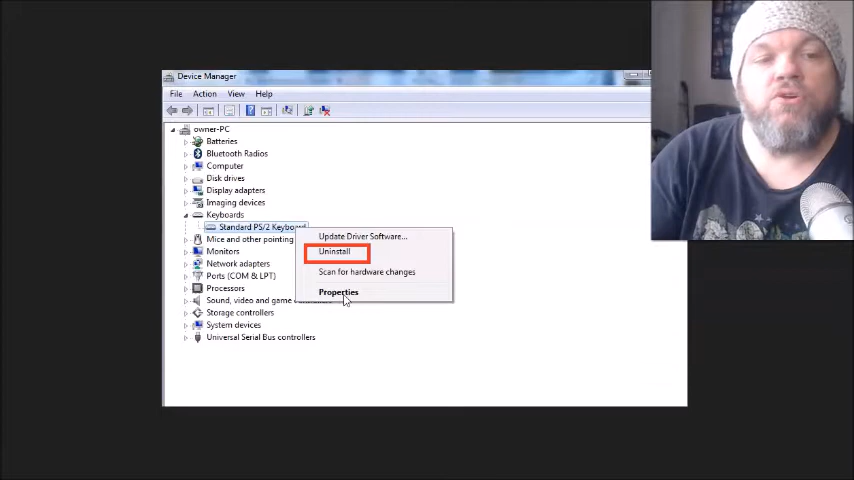 Device Manager
File Action View Help
owner-PC
Batteries
Bluetooth Radios
Computer
Disk drives
Display adapters
Imaging devices
Keyboards
Standard PS/2 Keyboard
Mice and other pointing
Monitors
Network adapters
Ports (COM & LPT)
Processors
Sound, video and game
Storage controllers
System devices
Universal Serial Bus controllers
Update Driver Software...
Uninstall
Scan for hardware changes
Properties